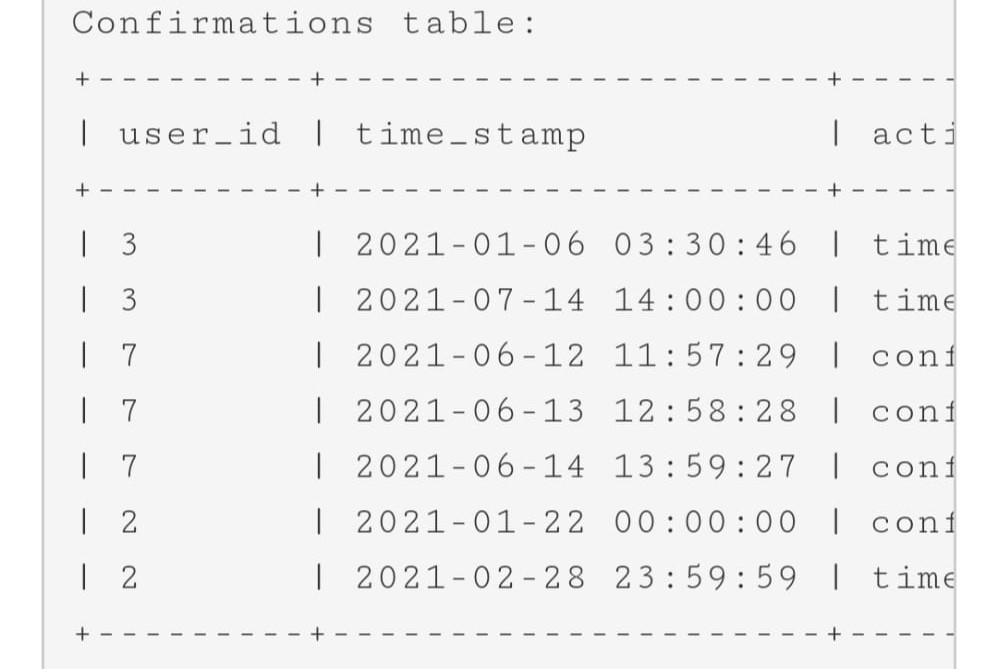 Confirmations table:
+----------+---------------------+-----
| user_id | time_stamp | acti
+----------+---------------------+-----
| 3 | 2021-01-06 03:30:46 | time
| 3 | 2021-07-14 14:00:00 | time
| 7 | 2021-06-12 11:57:29 | conf
| 7 | 2021-06-13 12:58:28 | conf
| 7 | 2021-06-14 13:59:27 | conf
| 2 | 2021-01-22 00:00:00 | conf
| 2 | 2021-02-28 23:59:59 | time
+----------+---------------------+-----